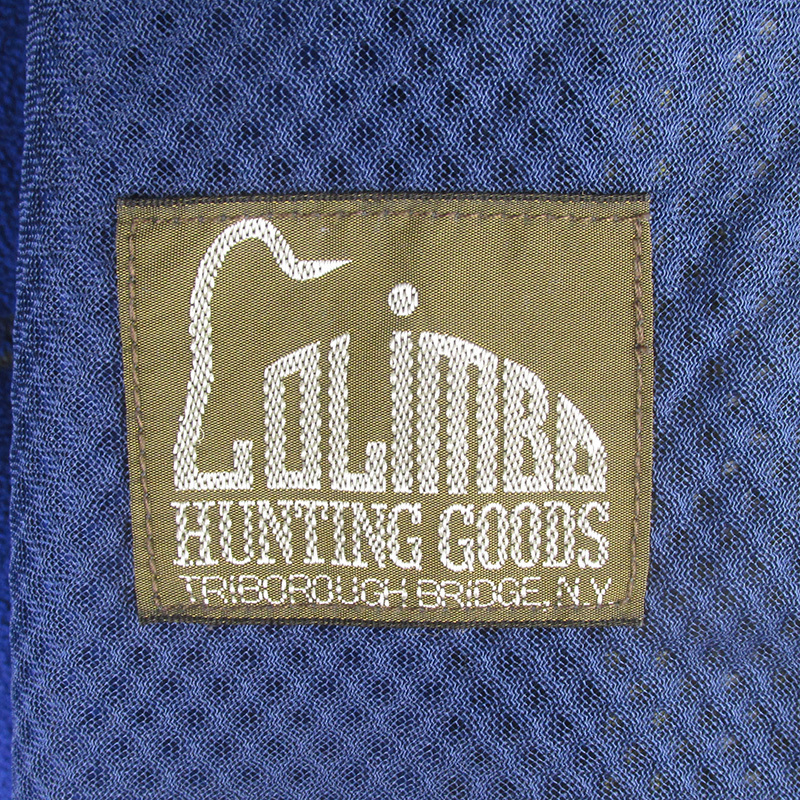 COLiMBO
HUNTING GOODS
TRIBOROUGH BRIDGE, N.Y